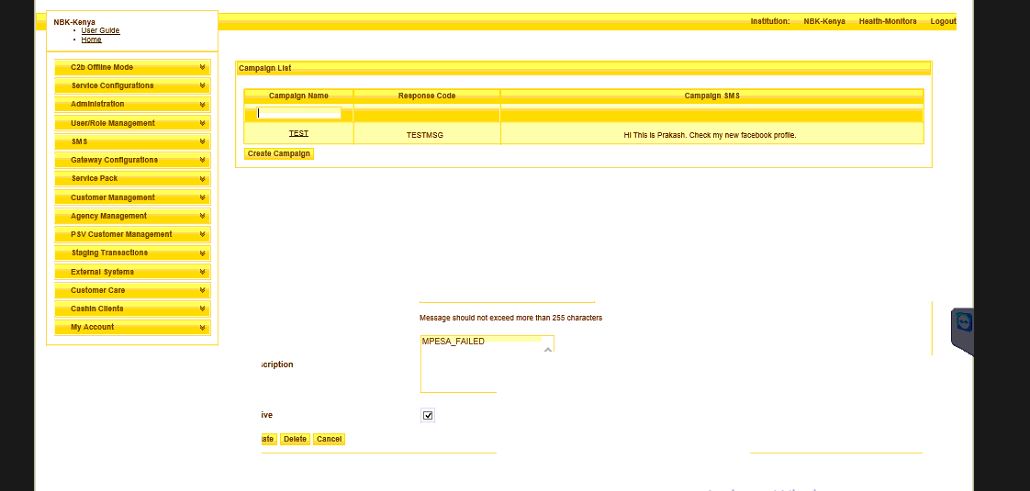 NBK-Kenya
• User Guide
• Home
Institution: NBK-Kenya Health-Monitors Logout
C2b Offline Mode
Service Configurations
Administration
User/Role Management
SMS
Gateway Configurations
Service Pack
Customer Management
Agency Management
PSV Customer Management
Staging Transactions
External Systems
Customer Care
Cashin Clients
My Account
Campaign List
Campaign Name Response Code Campaign SMS
TEST TESTMSG Hi This is Prakash. Check my new facebook profile.
Create Campaign
Message should not exceed more than 255 characters
MPESA_FAILED
cription
ive
ate Delete Cancel